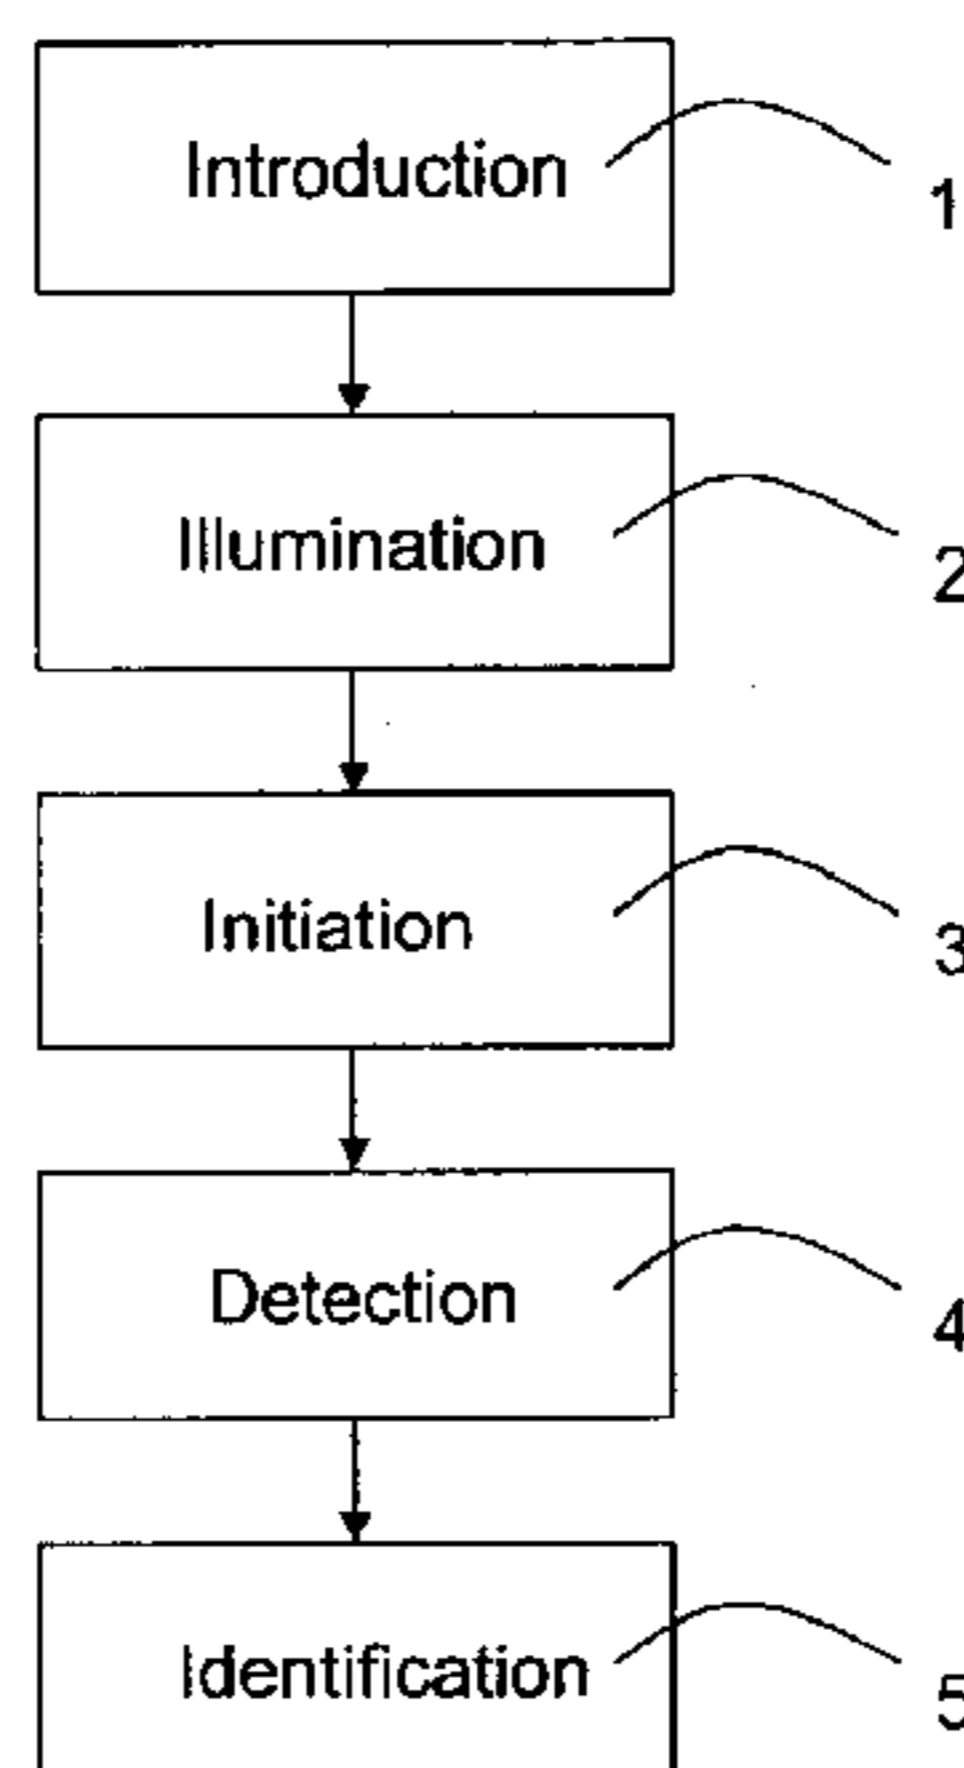 Introduction
1
Illumination
2
Initiation
3
Detection
4
Identification
5